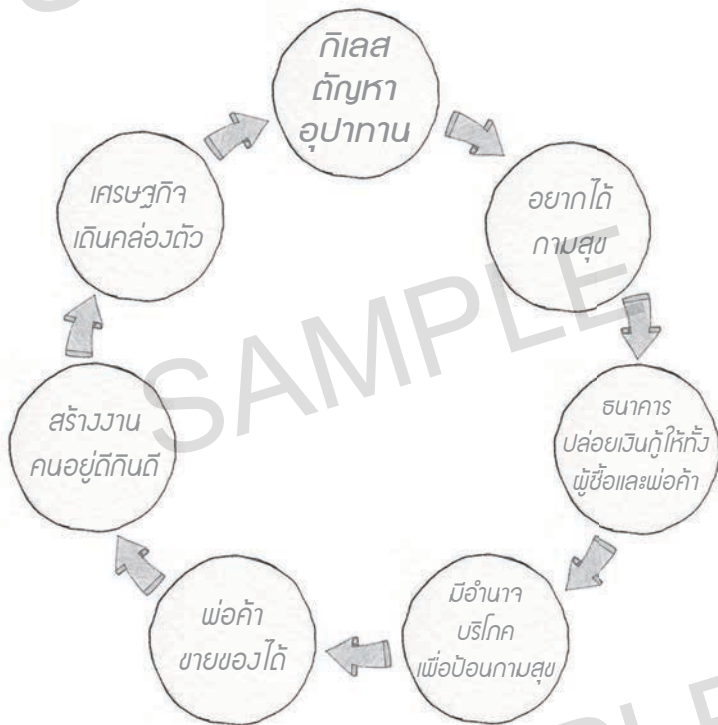 กิเลส
ตัญหา
อุปาทาน
อยากได้
กามสุข
ธนาคาร
ปล่อยเงินกู้ให้ทั้ง
ผู้ซื้อและพ่อค้า
มีอำนาจ
บริโภค
เพื่อป้อนกามสุข
พ่อค้า
ขายของได้
สร้างงาน
คนอยู่ดีกินดี
เศรษฐกิจ
เดินคล่องตัว
SAMPLE